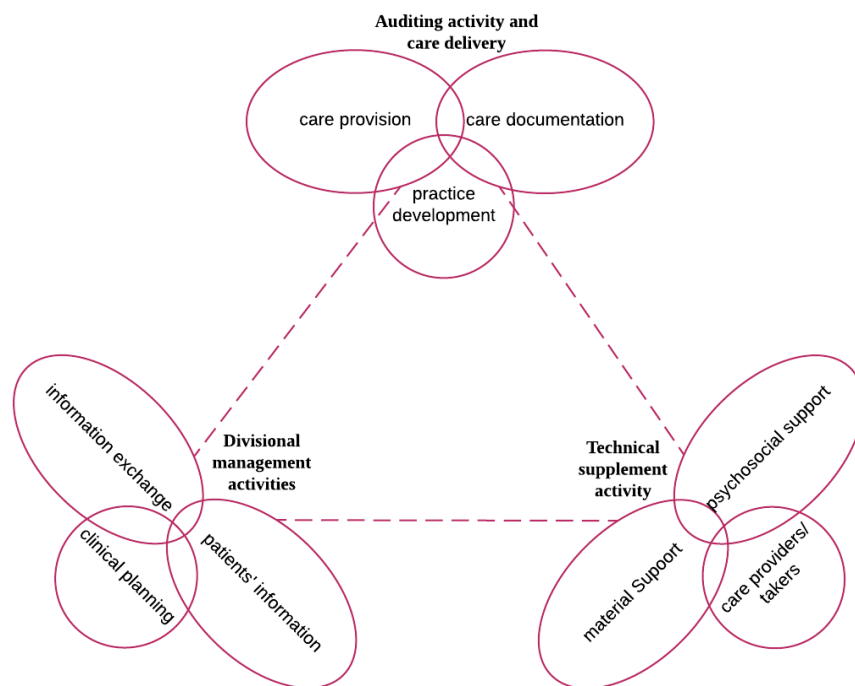 Auditing activity and
care delivery
care provision
care documentation
practice
development
information exchange
Divisional
management
activities
clinical planning
patients' information
Technical
supplement
activity
psychosocial support
material Supoort
care providers/
takers